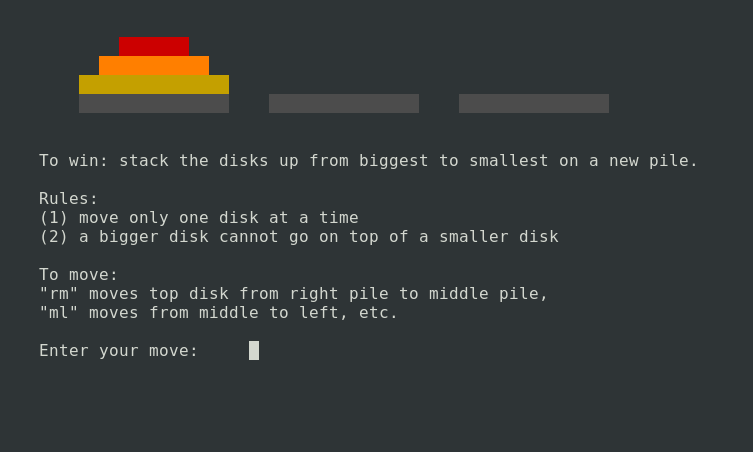 To win: stack the disks up from biggest to smallest on a new pile.
Rules:
(1) move only one disk at a time
(2) a bigger disk cannot go on top of a smaller disk
To move:
"rm" moves top disk from right pile to middle pile,
"ml" moves from middle to left, etc.
Enter your move: